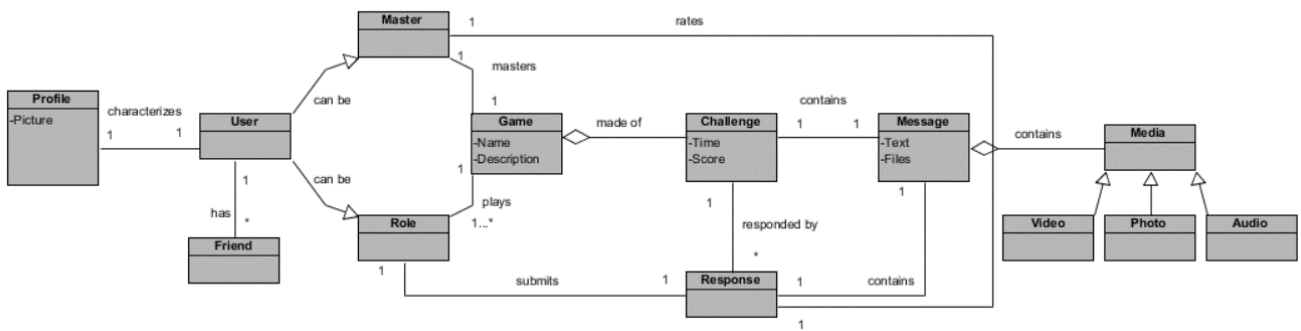 Master
1
rates
1
masters
Profile
-Picture
characterizes
1
1
User
can be
1
Game
-Name
-Description
made of
Challenge
-Time
-Score
contains
1
1
Message
-Text
-Files
contains
Media
can be
1
plays
1...*
1
has
*
Friend
Role
1
submits
1
1
responded by
*
Response
1
contains
1
1
Video
Photo
Audio